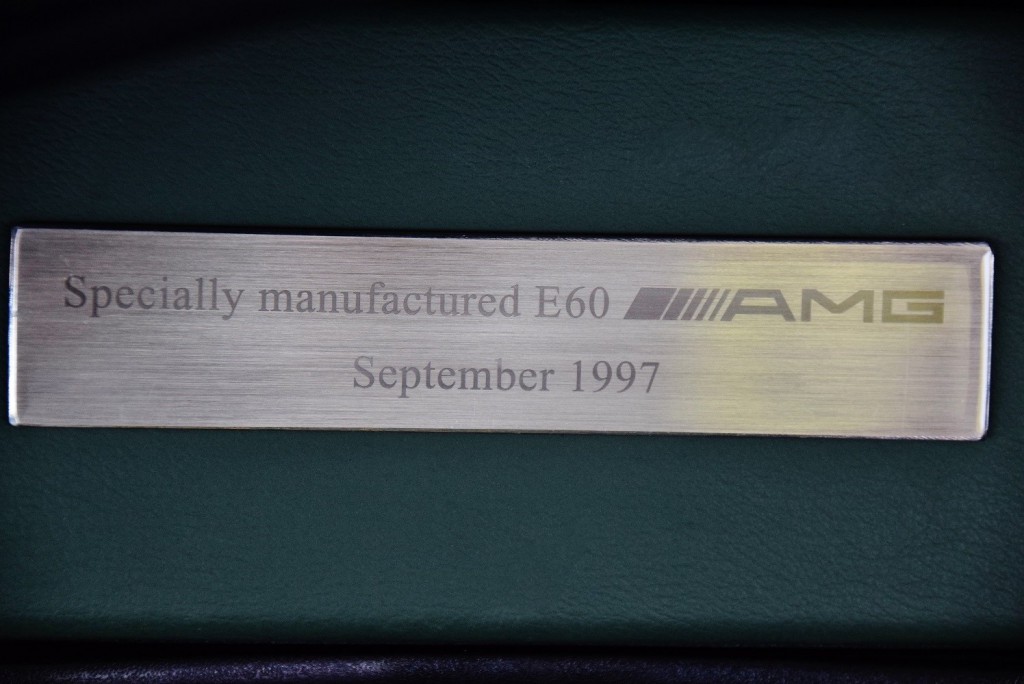 Specially manufactured E60 AMG
September 1997